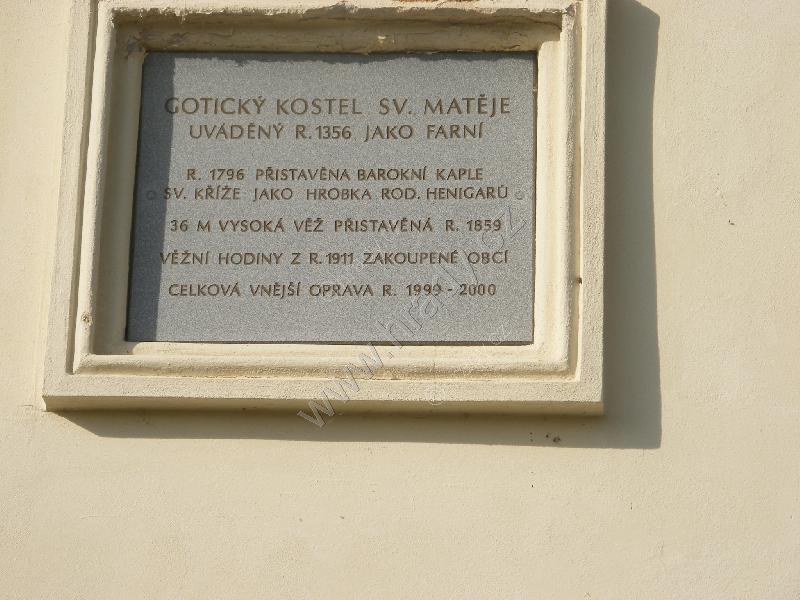 GOTICKÝ KOSTEL SV. MATĚJE
UVÁDĚNÝ R. 1356 JAKO FARNÍ
R. 1796 PŘISTAVĚNA BAROKNÍ KAPLE
SV. KŘÍŽE JAKO HROBKA ROD. HENIGARŮ
36 M VYSOKÁ VĚŽ PŘISTAVĚNÁ R. 1859
VĚŽNÍ HODINY Z R. 1911 ZAKOUPENÉ OBCÍ
CELKOVÁ VNĚJŠÍ OPRAVA R. 1999 - 2000
www.hrady.cz